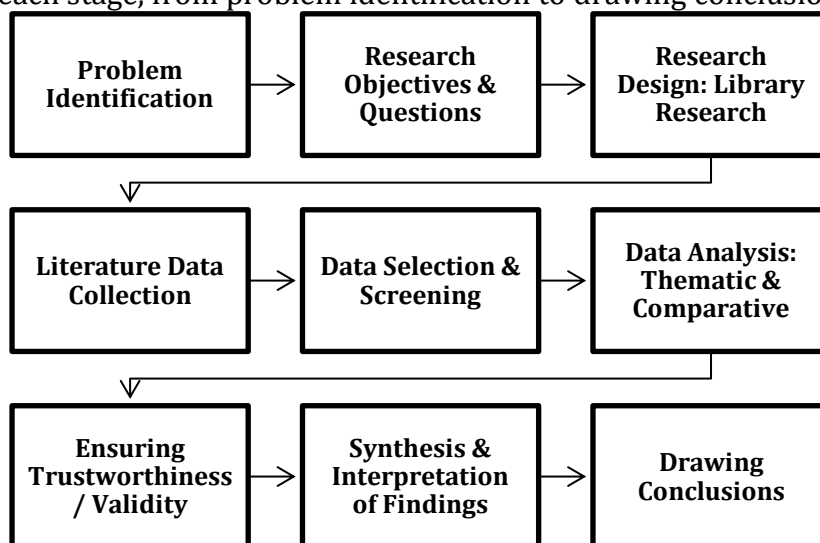 each stage, from problem identification to drawing conclusio
Problem
Identification
Research
Objectives &
Questions
Research
Design: Library
Research
Literature Data
Collection
Data Selection &
Screening
Data Analysis:
Thematic &
Comparative
Ensuring
Trustworthiness
/ Validity
Synthesis &
Interpretation
of Findings
Drawing
Conclusions